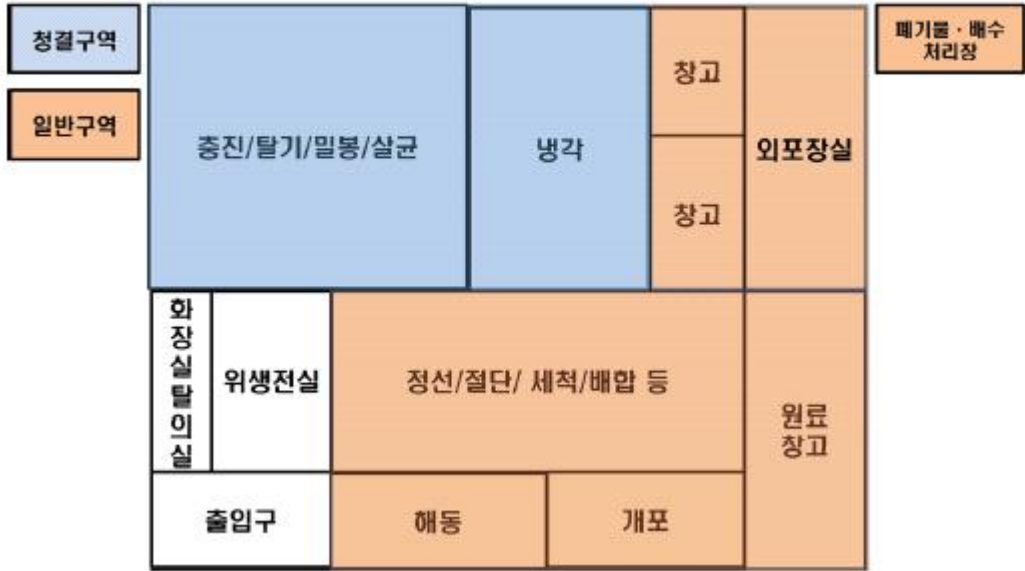 청결구역
일반구역
충진/탈기/밀봉/살균
냉각
창고
창고
외포장실
폐기물 · 배수
처리장
화장실탈의실
위생전실
정선/절단/ 세척/배합 등
원료
창고
출입구
해동
개포